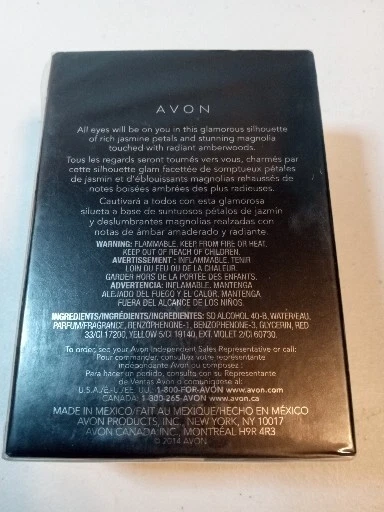 AVON
All eyes will be on you in this glamorous silhouette
of rich jasmine petals and stunning magnolia
touched with radiant amberwoods.
Tous les regards seront tournés vers vous, charmés par
cette silhouette glam facettée de somptueux pétales
de jasmin et d'éblouissants magnolias rehaussés de
notes boisées ambrées des plus radieuses.
Cautivará a todos con esta glamorosa
silueta a base de suntuosos pétalos de jazmín
y deslumbrantes magnolias realzadas con
notas de ámbar amaderado y radiante.
WARNING: FLAMMABLE. KEEP FROM FIRE OR HEAT.
KEEP OUT OF REACH OF CHILDREN.
AVERTISSEMENT : INFLAMMABLE. TENIR
LOIN DU FEU OU DE LA CHALEUR.
GARDER HORS DE LA PORTÉE DES ENFANTS.
ADVERTENCIA: INFLAMABLE. MANTENGA
ALEJADO DEL FUEGO Y EL CALOR. MANTENGA
FUERA DEL ALCANCE DE LOS NIÑOS.
INGREDIENTS/INGRÉDIENTS/INGREDIENTES: SD ALCOHOL 40-B, WATER/EAU,
PARFUM/FRAGRANCE, BENZOPHENONE-1, BENZOPHENONE-3, GLYCERIN, RED
33/CI 17200, YELLOW 5/CI 19140, EXT. VIOLET 2/CI 60730.
To order, see your Avon Independent Sales Representative or call:
Pour commander, consultez votre représentante
indépendante Avon ou composez :
Para hacer un pedido, consulta con su Representante
de Ventas Avon o comuníquese al:
U.S.A./E.-U./EE.UU.: 1-800-FOR-AVON www.avon.com
CANADA: 1-800-265-AVON www.avon.ca
MADE IN MEXICO/FAIT AU MEXIQUE/HECHO EN MÉXICO
AVON PRODUCTS, INC., NEW YORK, NY 10017
AVON CANADA INC., MONTRÉAL H9R 4R3
© 2014 AVON